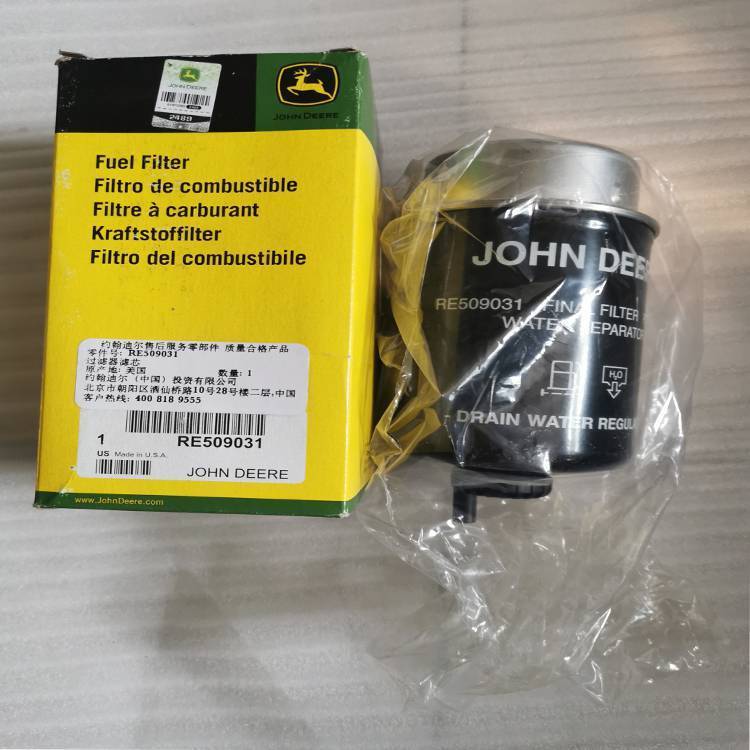 JOHN DEERE
2489
JOHN DEERE
Fuel Filter
Filtro de combustible
Filtre à carburant
Kraftstoffilter
Filtro del combustibile
约翰迪尔售后服务零部件 质量合格产品
零件号: RE509031
过滤器滤芯
原产地: 美国 数量: 1
约翰迪尔 (中国) 投资有限公司
北京市朝阳区酒仙桥路10号28号楼二层,中国
客户热线: 400 818 9555
1 RE509031
US Made in U.S.A.
JOHN DEERE
www.JohnDeere.com
JOHN DEER
RE509031 FINAL FILTER
WATER SEPARATOR
H₂O
DRAIN WATER REGUL